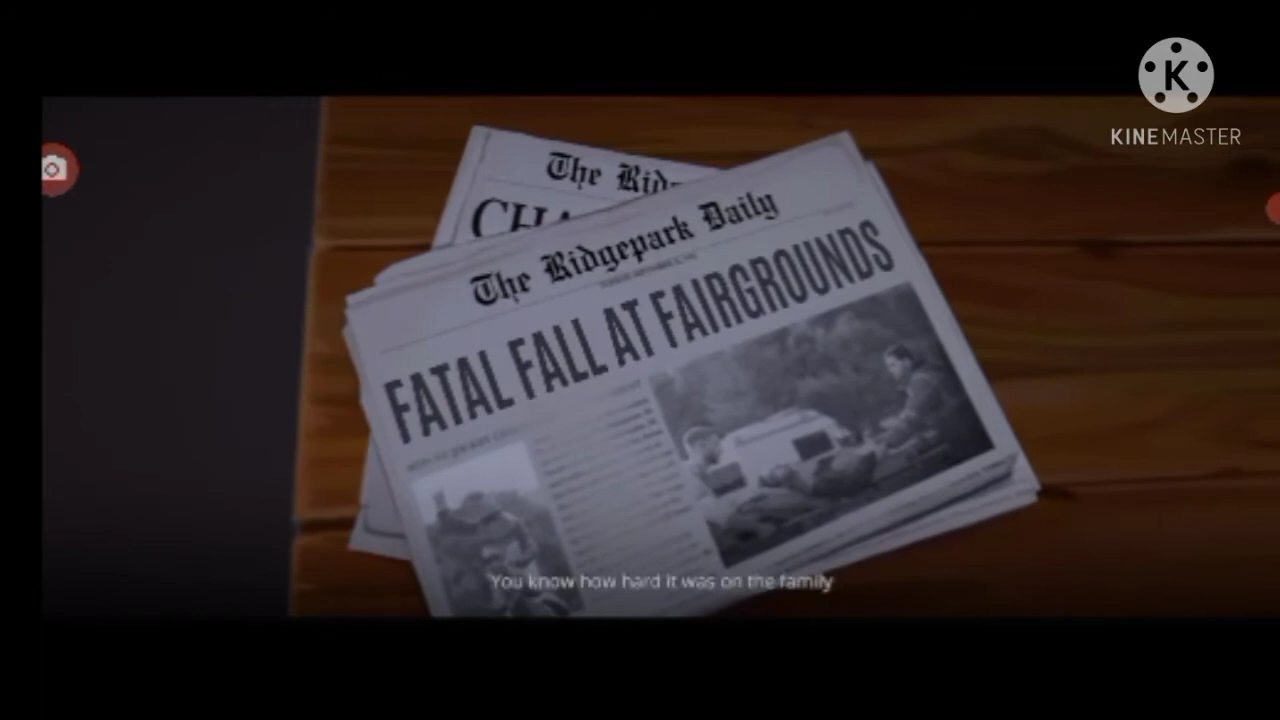 K
KINEMASTER
The Rid
CHA
The Ridgepark Daily
FATAL FALL AT FAIRGROUNDS
You know how hard it was on the family